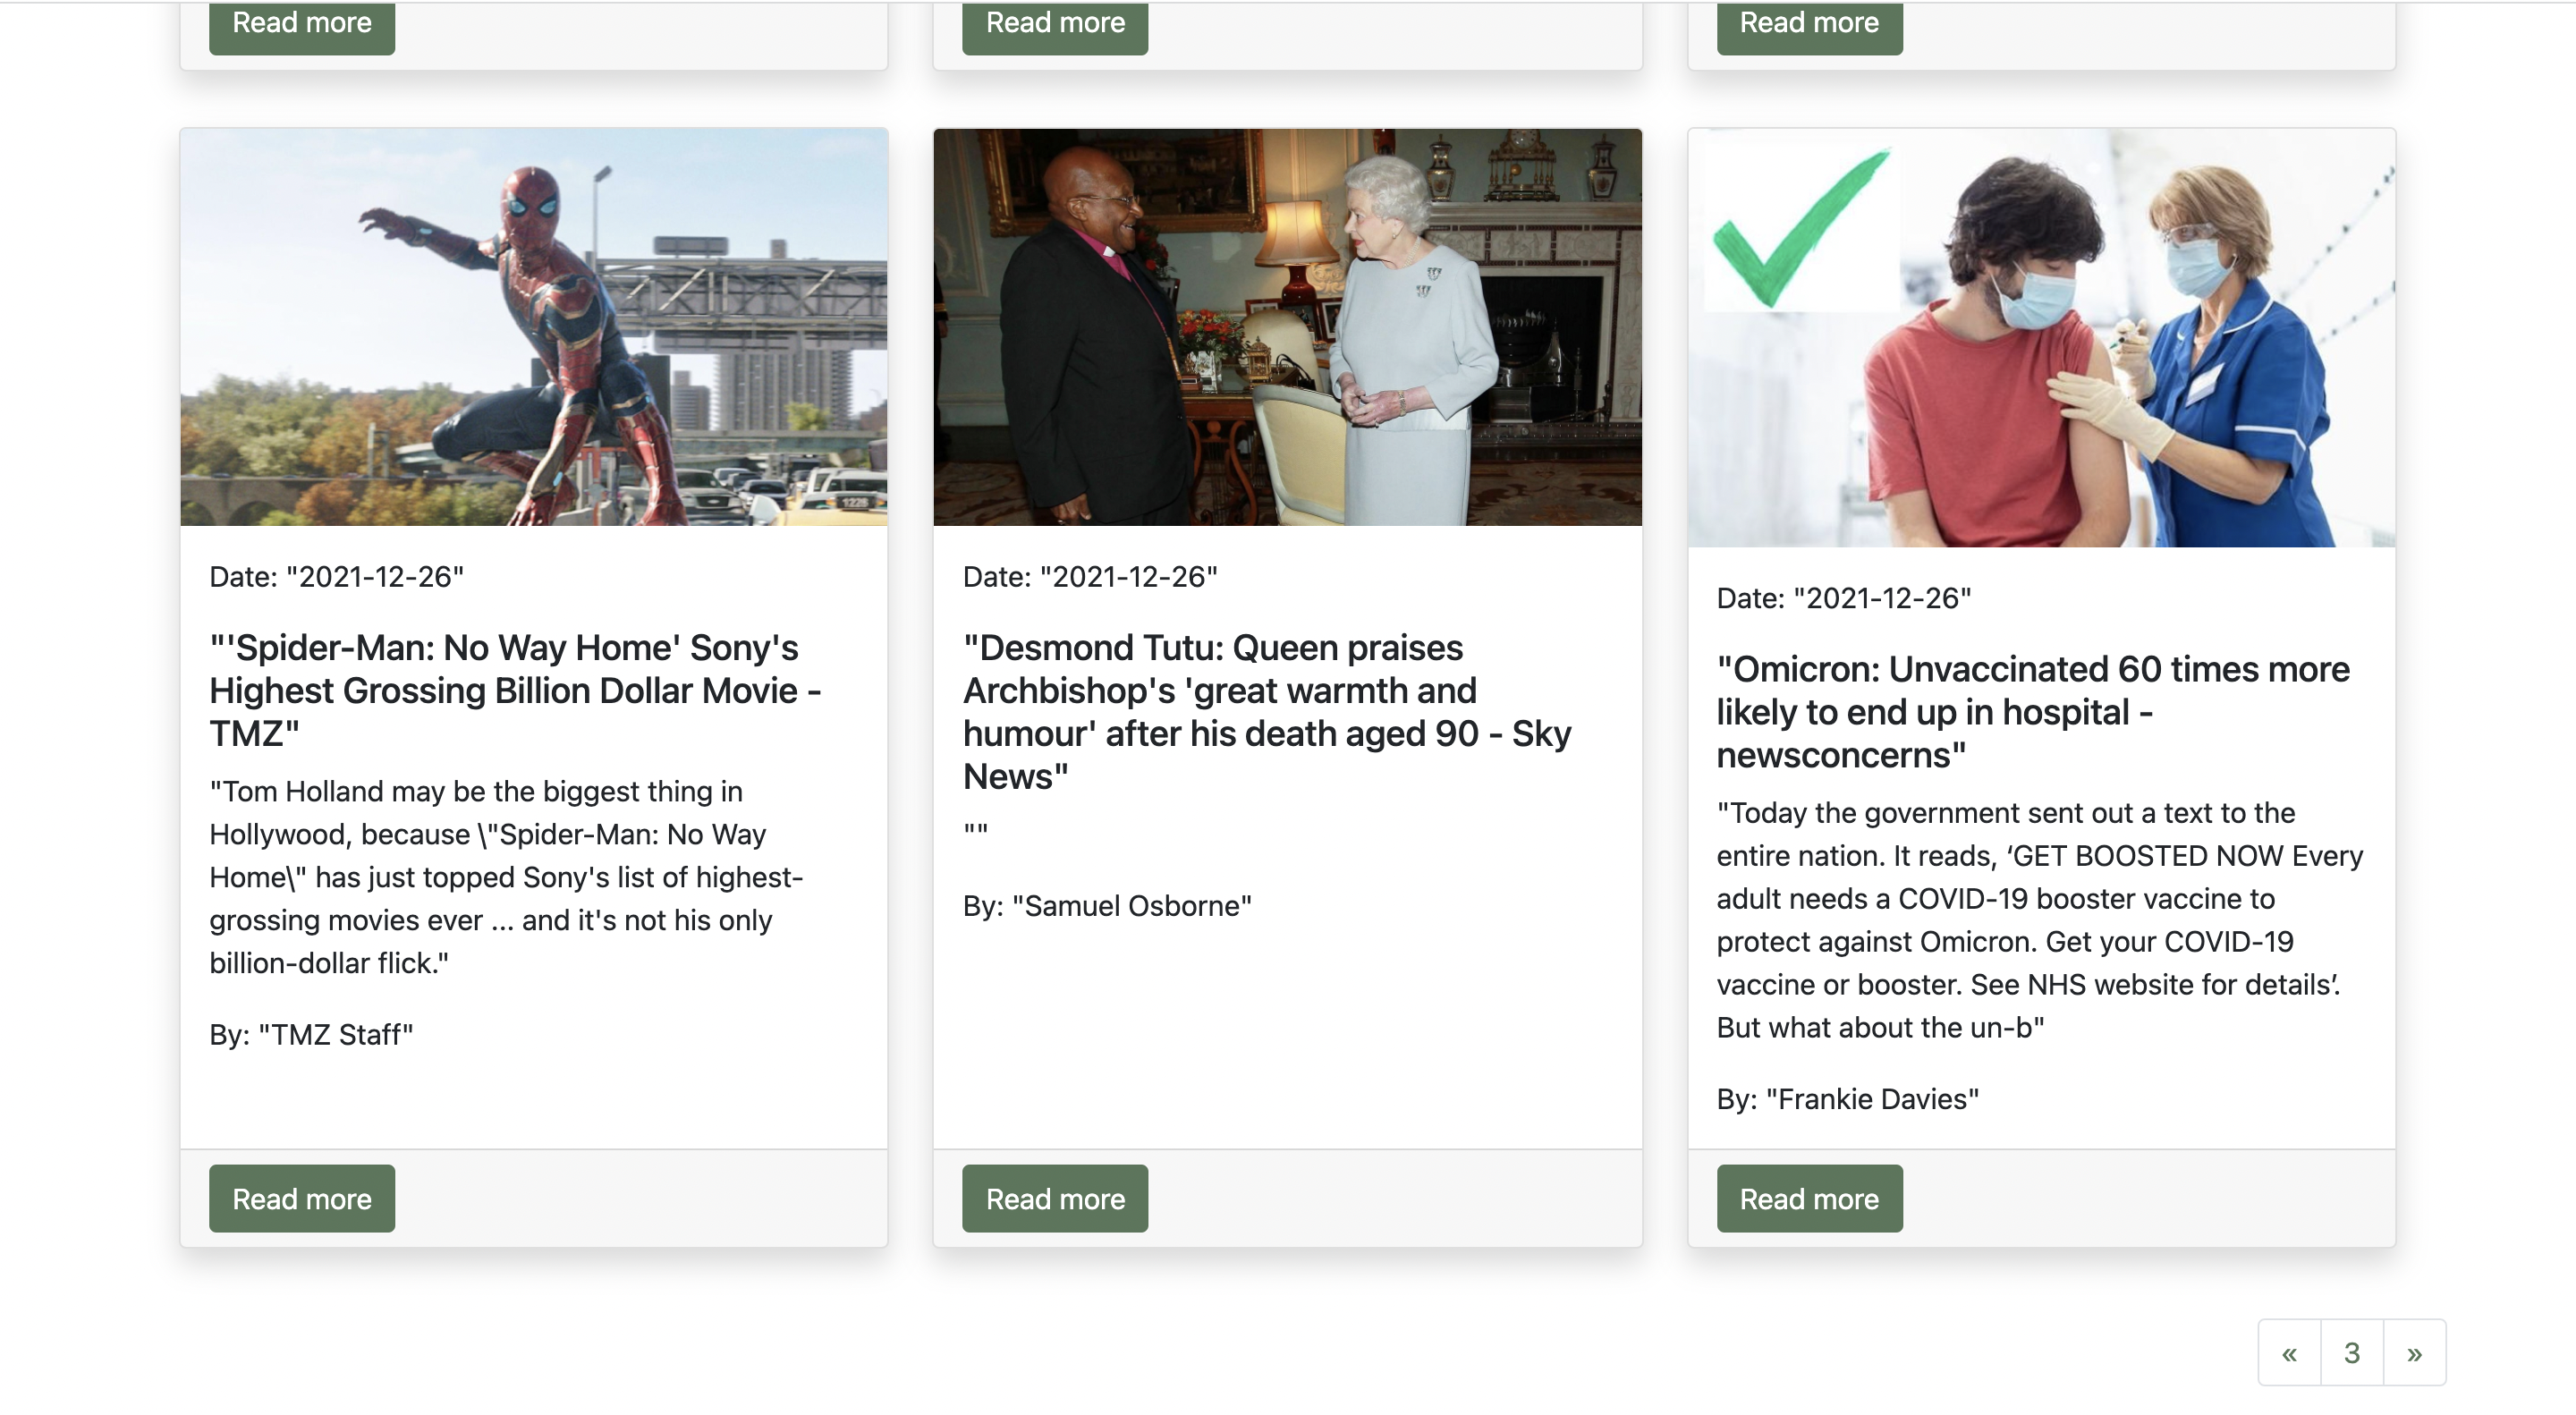 Read more
Read more
Read more
Date: "2021-12-26"
"'Spider-Man: No Way Home' Sony's
Highest Grossing Billion Dollar Movie -
TMZ"
"Tom Holland may be the biggest thing in
Hollywood, because \"Spider-Man: No Way
Home\" has just topped Sony's list of highest-
grossing movies ever ... and it's not his only
billion-dollar flick."
By: "TMZ Staff"
Read more
Date: "2021-12-26"
"Desmond Tutu: Queen praises
Archbishop's 'great warmth and
humour' after his death aged 90 - Sky
News"
""
By: "Samuel Osborne"
Read more
Date: "2021-12-26"
"Omicron: Unvaccinated 60 times more
likely to end up in hospital -
newsconcerns"
"Today the government sent out a text to the
entire nation. It reads, ‘GET BOOSTED NOW Every
adult needs a COVID-19 booster vaccine to
protect against Omicron. Get your COVID-19
vaccine or booster. See NHS website for details’.
But what about the un-b"
By: "Frankie Davies"
Read more
« 3 »